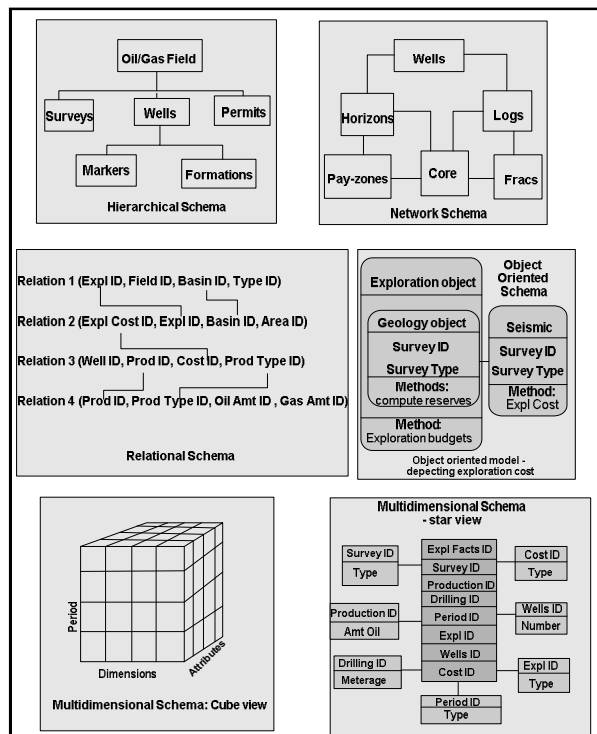 Oil/Gas Field
Surveys
Wells
Permits
Markers
Formations
Hierarchical Schema
Wells
Horizons
Logs
Pay-zones
Core
Fracs
Network Schema
Relation 1 (Expl ID, Field ID, Basin ID, Type ID)
Relation 2 (Expl Cost ID, Expl ID, Basin ID, Area ID)
Relation 3 (Well ID, Prod ID, Cost ID, Prod Type ID)
Relation 4 (Prod ID, Prod Type ID, Oil Amt ID , Gas Amt ID)
Relational Schema
Object
Oriented
Schema
Exploration object
Geology object
Survey ID
Survey Type
Methods:
compute reserves
Method:
Exploration budgets
Seismic
Survey ID
Survey Type
Method:
Expl Cost
Object oriented model -
depecting exploration cost
Period
Dimensions
Attributes
Multidimensional Schema: Cube view
Multidimensional Schema
- star view
Survey ID
Type
Production ID
Amt Oil
Drilling ID
Meterage
Expl Facts ID
Survey ID
Production ID
Drilling ID
Period ID
Expl ID
Wells ID
Cost ID
Cost ID
Type
Wells ID
Number
Expl ID
Type
Period ID
Type